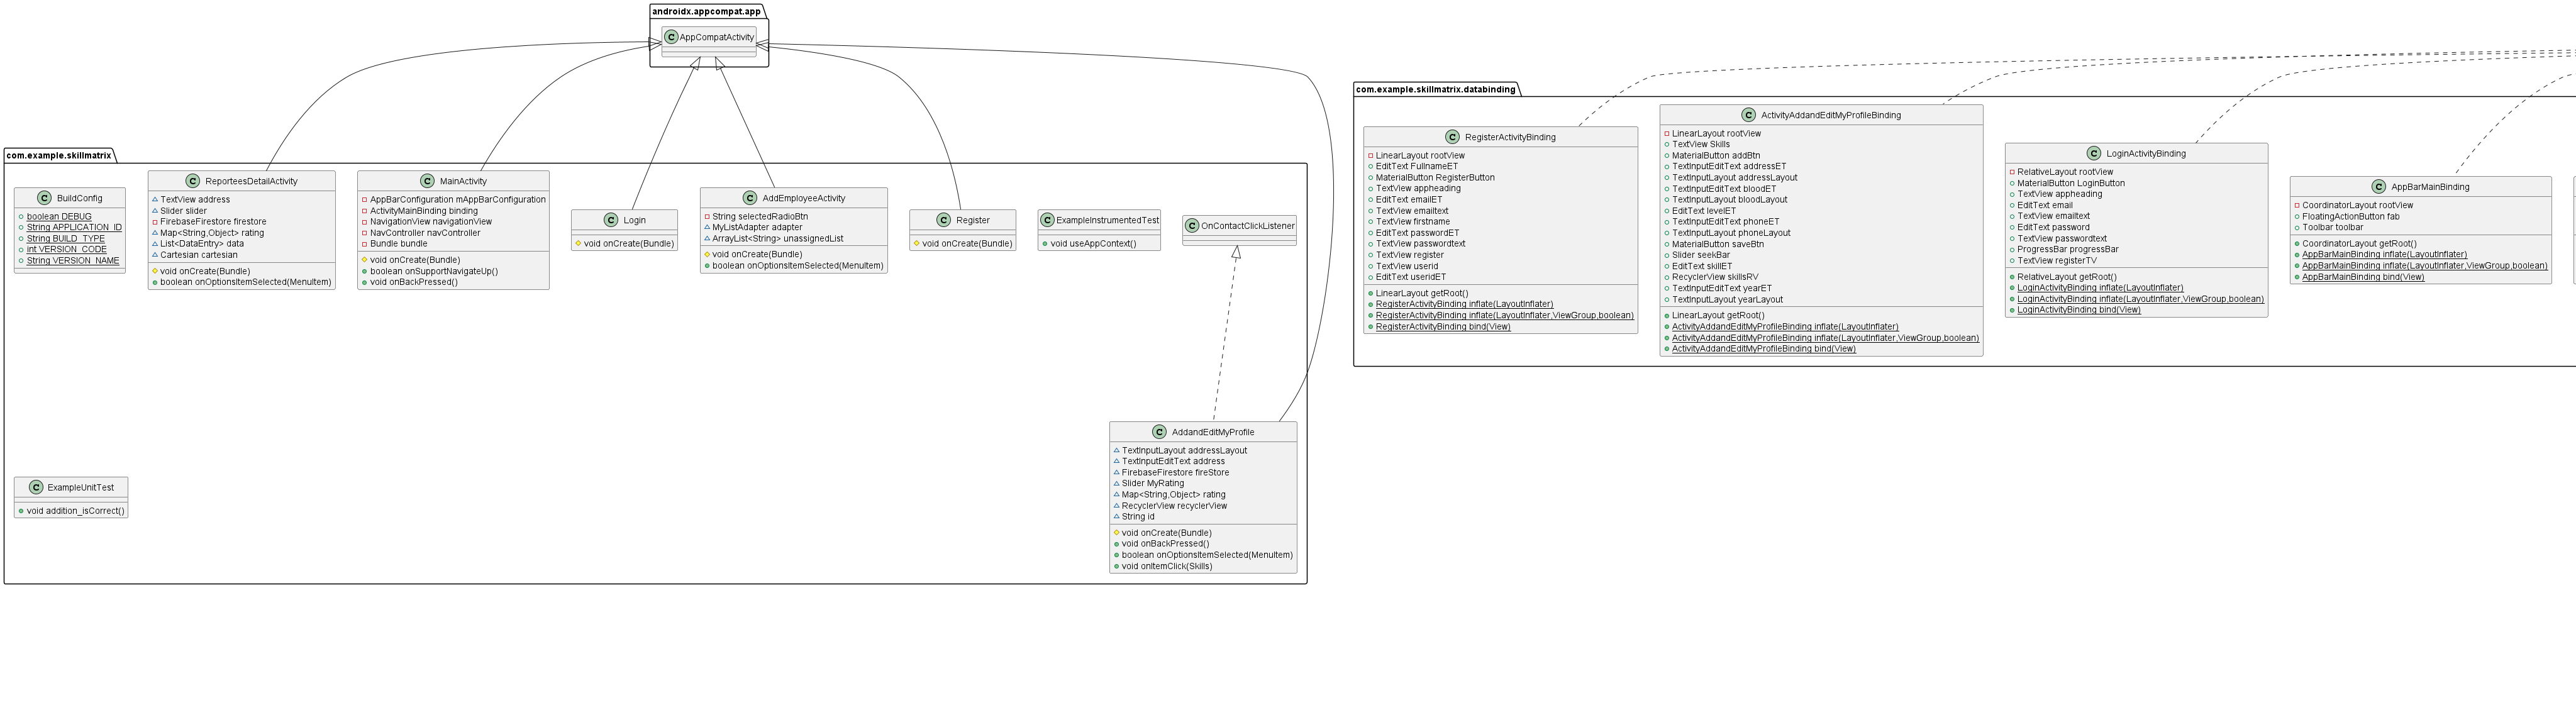 androidx.appcompat.app
C AppCompatActivity
com.example.skillmatrix
C BuildConfig
boolean DEBUG
String APPLICATION_ID
String BUILD_TYPE
int VERSION_CODE
String VERSION_NAME
C ReporteesDetailActivity
TextView address
Slider slider
FirebaseFirestore firestore
Map<String,Object> rating
List<DataEntry> data
Cartesian cartesian
void onCreate(Bundle)
boolean onOptionsItemSelected(MenuItem)
C MainActivity
AppBarConfiguration mAppBarConfiguration
ActivityMainBinding binding
NavigationView navigationView
NavController navController
Bundle bundle
void onCreate(Bundle)
boolean onSupportNavigateUp()
void onBackPressed()
C Login
void onCreate(Bundle)
C AddEmployeeActivity
String selectedRadioBtn
MyListAdapter adapter
ArrayList<String> unassignedList
void onCreate(Bundle)
boolean onOptionsItemSelected(MenuItem)
C Register
void onCreate(Bundle)
C ExampleInstrumentedTest
void useAppContext()
C OnContactClickListener
C AddandEditMyProfile
TextInputLayout addressLayout
TextInputEditText address
FirebaseFirestore fireStore
Slider MyRating
Map<String,Object> rating
RecyclerView recyclerView
String id
void onCreate(Bundle)
void onBackPressed()
boolean onOptionsItemSelected(MenuItem)
void onItemClick(Skills)
C ExampleUnitTest
void addition_isCorrect()
com.example.skillmatrix.databinding
C RegisterActivityBinding
LinearLayout rootView
EditText FullnameET
MaterialButton RegisterButton
TextView appheading
EditText emailET
TextView emailtext
TextView firstname
EditText passwordET
TextView passwordtext
TextView register
TextView userid
EditText useridET
LinearLayout getRoot()
RegisterActivityBinding inflate(LayoutInflater)
RegisterActivityBinding inflate(LayoutInflater,ViewGroup,boolean)
RegisterActivityBinding bind(View)
C ActivityAddandEditMyProfileBinding
LinearLayout rootView
TextView Skills
MaterialButton addBtn
TextInputEditText addressET
TextInputLayout addressLayout
TextInputEditText bloodET
TextInputLayout bloodLayout
EditText levelET
TextInputEditText phoneET
TextInputLayout phoneLayout
MaterialButton saveBtn
Slider seekBar
EditText skillET
RecyclerView skillsRV
TextInputEditText yearET
TextInputLayout yearLayout
LinearLayout getRoot()
ActivityAddandEditMyProfileBinding inflate(LayoutInflater)
ActivityAddandEditMyProfileBinding inflate(LayoutInflater,ViewGroup,boolean)
ActivityAddandEditMyProfileBinding bind(View)
C LoginActivityBinding
RelativeLayout rootView
MaterialButton LoginButton
TextView appheading
EditText email
TextView emailtext
EditText password
TextView passwordtext
ProgressBar progressBar
TextView registerTV
RelativeLayout getRoot()
LoginActivityBinding inflate(LayoutInflater)
LoginActivityBinding inflate(LayoutInflater,ViewGroup,boolean)
LoginActivityBinding bind(View)
C AppBarMainBinding
CoordinatorLayout rootView
FloatingActionButton fab
Toolbar toolbar
CoordinatorLayout getRoot()
AppBarMainBinding inflate(LayoutInflater)
AppBarMainBinding inflate(LayoutInflater,ViewGroup,boolean)
AppBarMainBinding bind(View)